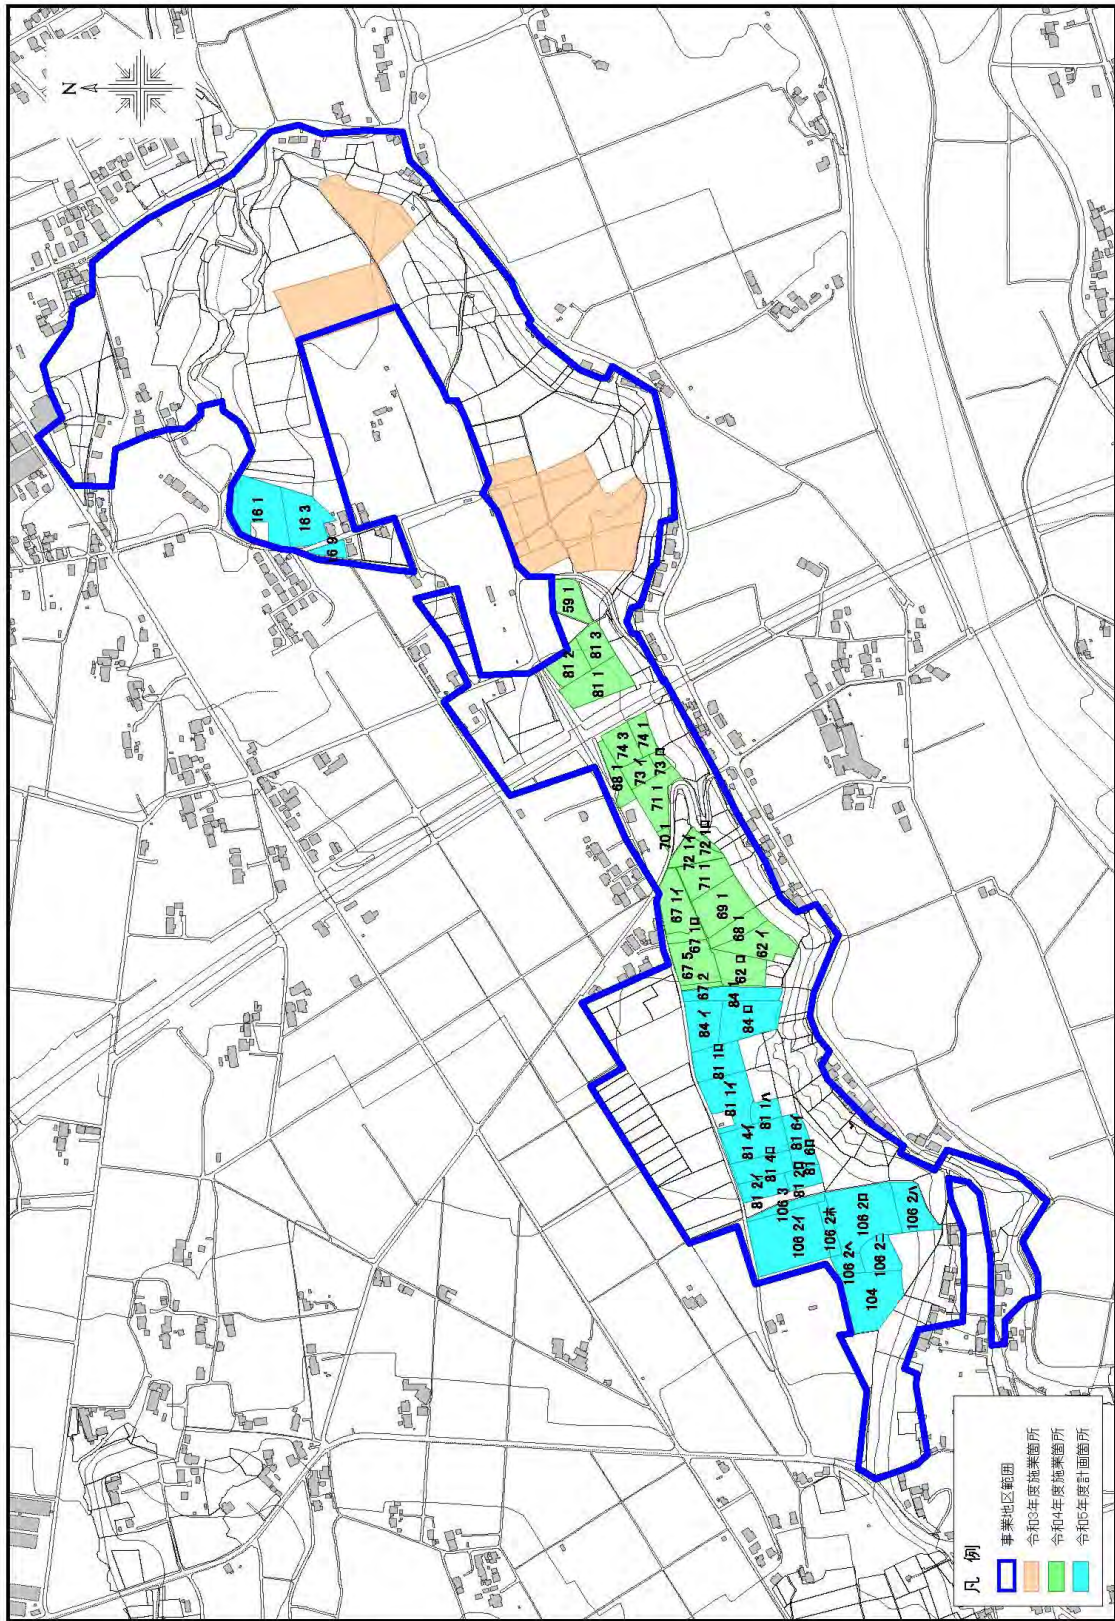 N
16 1
16 3
16 9
59 1
81 2
81 3
81 1
68 1
74 3
74 1
73 イ
73 ロ
71 1
70 1
72 1イ
72 1ロ
71 1
67 1イ
69 1
67 1ロ
68 1
67 5
62 イ
62 ロ
67 2
84 1
84 イ
84 ロ
81 1ロ
81 1イ
81 1ハ
81 4イ
81 6イ
81 4ロ
81 6ロ
81 2イ
81 2ロ
106 3
106 2イ
106 2ホ
106 2ロ
106 2ハ
106 2ヘ
106 2ニ
104
凡 例
事業地区範囲
令和3年度施業箇所
令和4年度施業箇所
令和5年度計画箇所